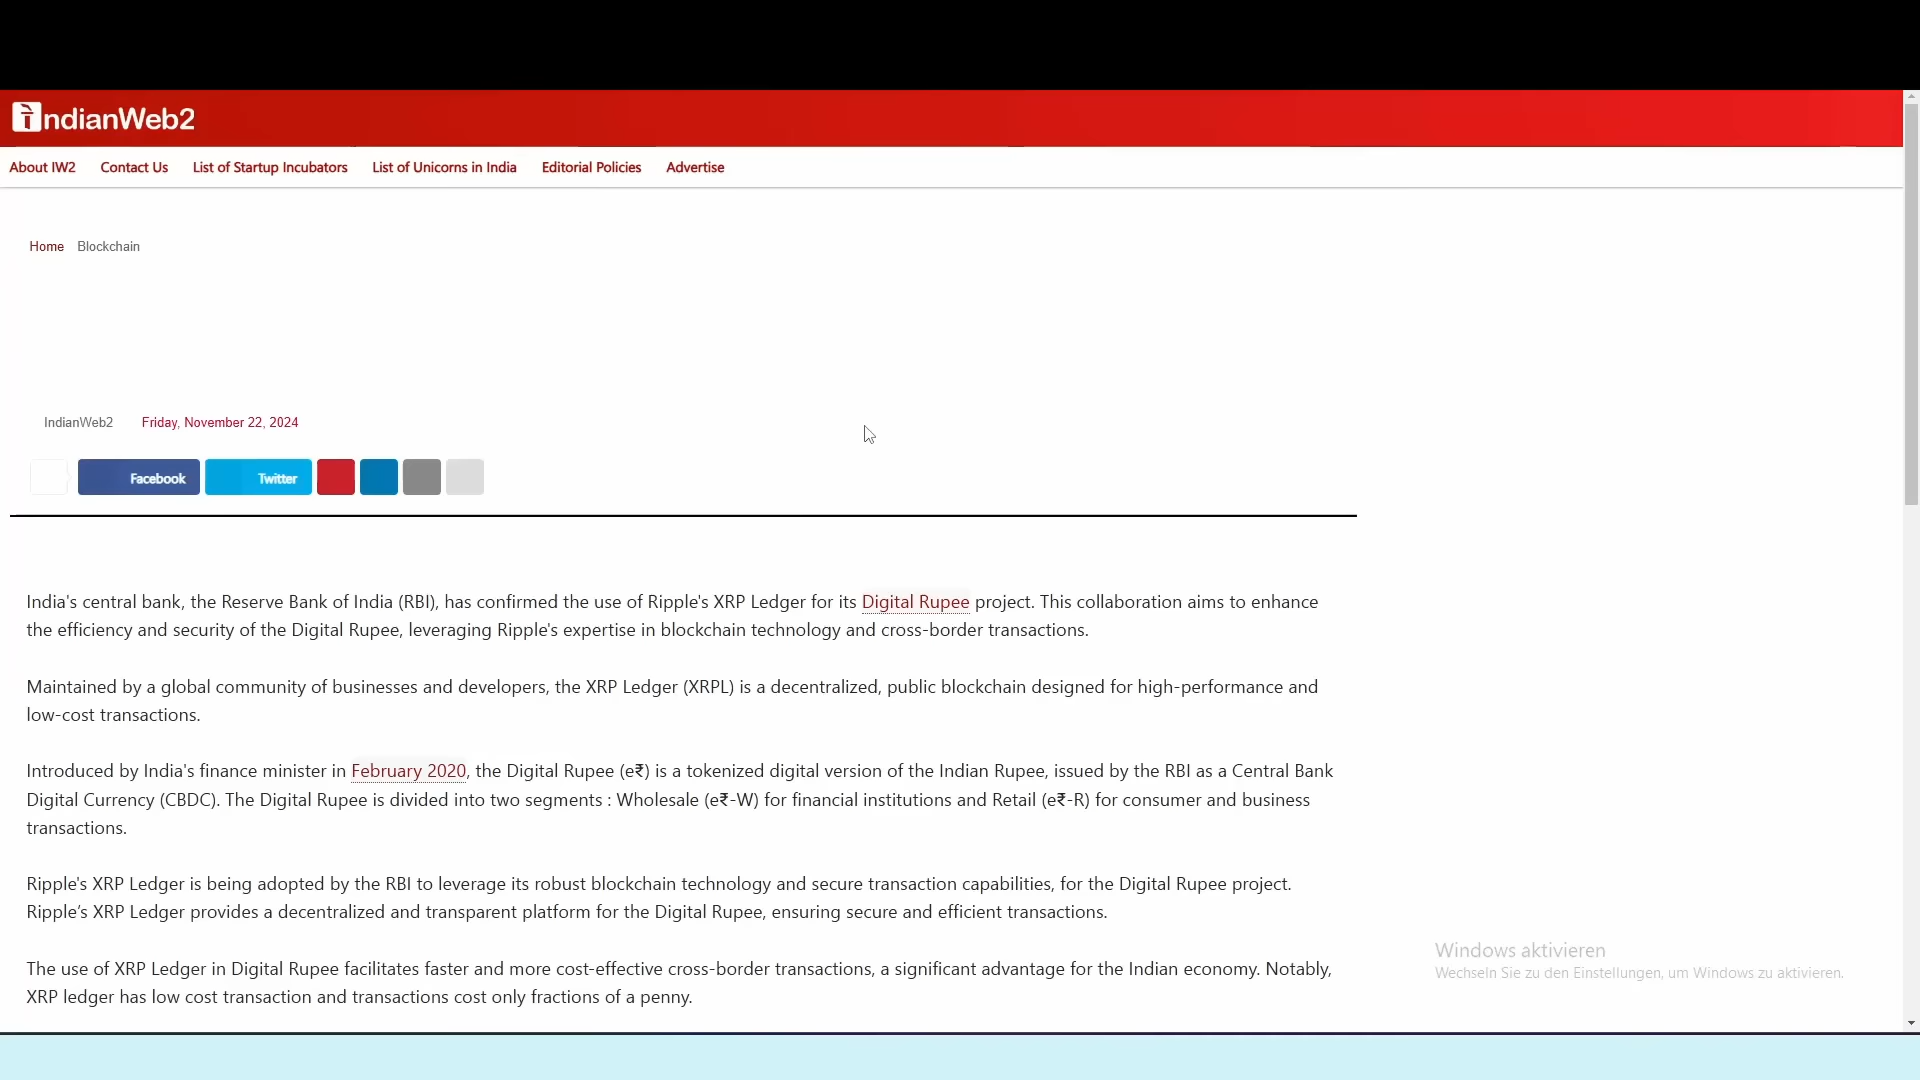 IndianWeb2
About IW2 Contact Us List of Startup Incubators List of Unicorns in India Editorial Policies Advertise
Home Blockchain
IndianWeb2 Friday, November 22, 2024
Facebook Twitter
India's central bank, the Reserve Bank of India (RBI), has confirmed the use of Ripple's XRP Ledger for its Digital Rupee project. This collaboration aims to enhance
the efficiency and security of the Digital Rupee, leveraging Ripple's expertise in blockchain technology and cross-border transactions.
Maintained by a global community of businesses and developers, the XRP Ledger (XRPL) is a decentralized, public blockchain designed for high-performance and
low-cost transactions.
Introduced by India's finance minister in February 2020, the Digital Rupee (e₹) is a tokenized digital version of the Indian Rupee, issued by the RBI as a Central Bank
Digital Currency (CBDC). The Digital Rupee is divided into two segments : Wholesale (e₹-W) for financial institutions and Retail (e₹-R) for consumer and business
transactions.
Ripple's XRP Ledger is being adopted by the RBI to leverage its robust blockchain technology and secure transaction capabilities, for the Digital Rupee project.
Ripple’s XRP Ledger provides a decentralized and transparent platform for the Digital Rupee, ensuring secure and efficient transactions.
The use of XRP Ledger in Digital Rupee facilitates faster and more cost-effective cross-border transactions, a significant advantage for the Indian economy. Notably,
XRP ledger has low cost transaction and transactions cost only fractions of a penny.
Windows aktivieren
Wechseln Sie zu den Einstellungen, um Windows zu aktivieren.